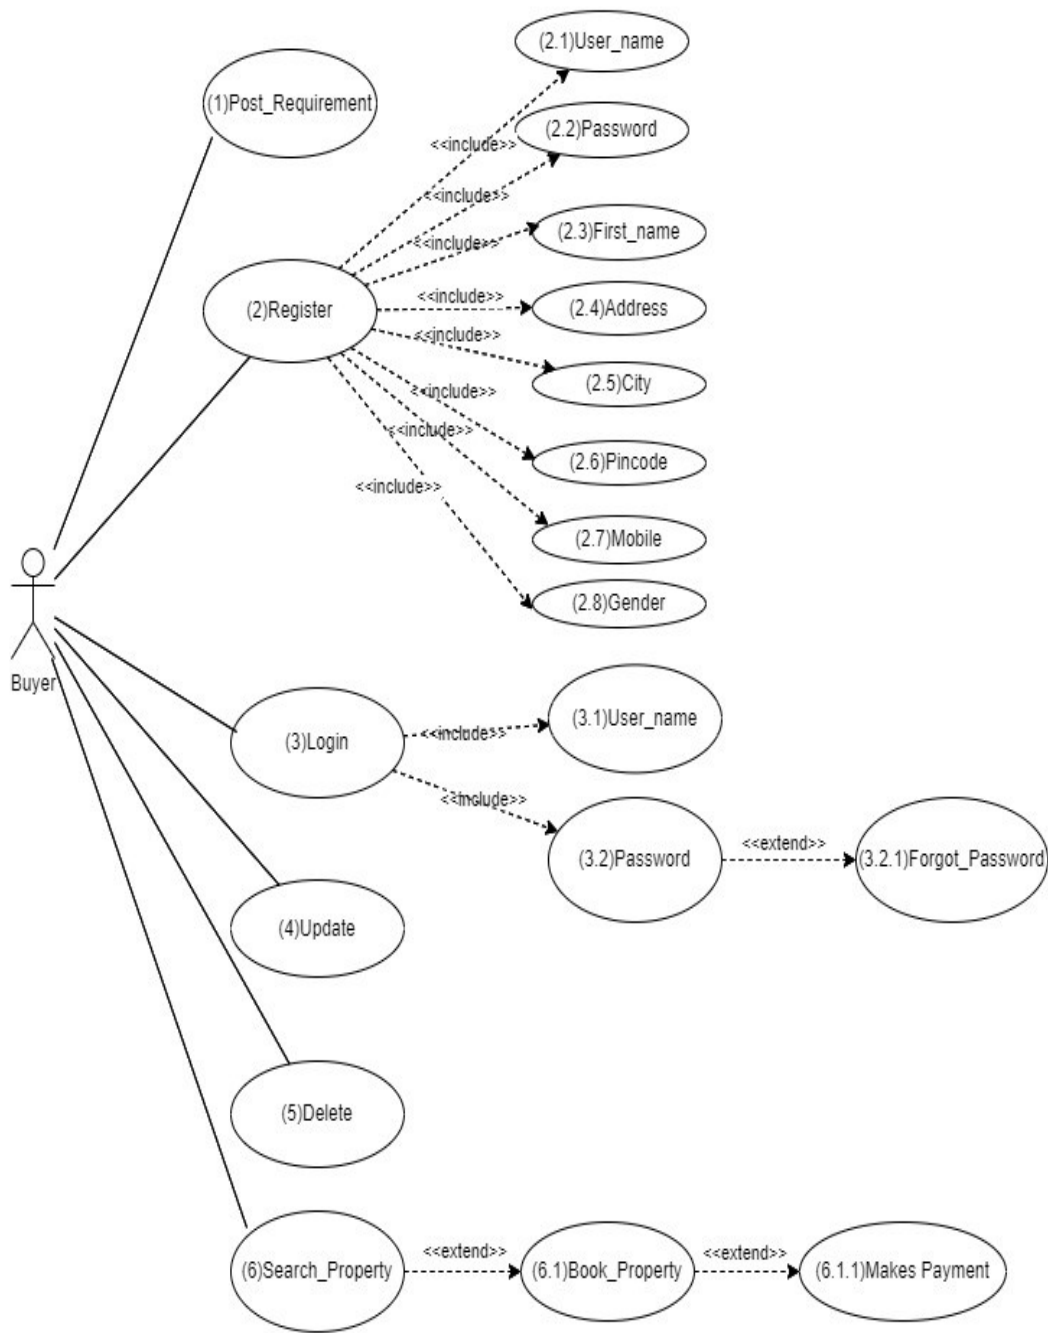 (2.1)User_name
(1)Post_Requirement
(2.2)Password
<<include>>
<<include>>
(2.3)First_name
<<include>>
(2)Register
<<include>>
(2.4)Address
<<include>>
(2.5)City
<<include>>
<<include>>
(2.6)Pincode
<<include>>
(2.7)Mobile
(2.8)Gender
Buyer
(3.1)User_name
(3)Login
<<include>>
<<include>>
(3.2)Password
<<extend>>
(3.2.1)Forgot_Password
(4)Update
(5)Delete
(6)Search_Property
<<extend>>
(6.1)Book_Property
<<extend>>
(6.1.1)Makes Payment